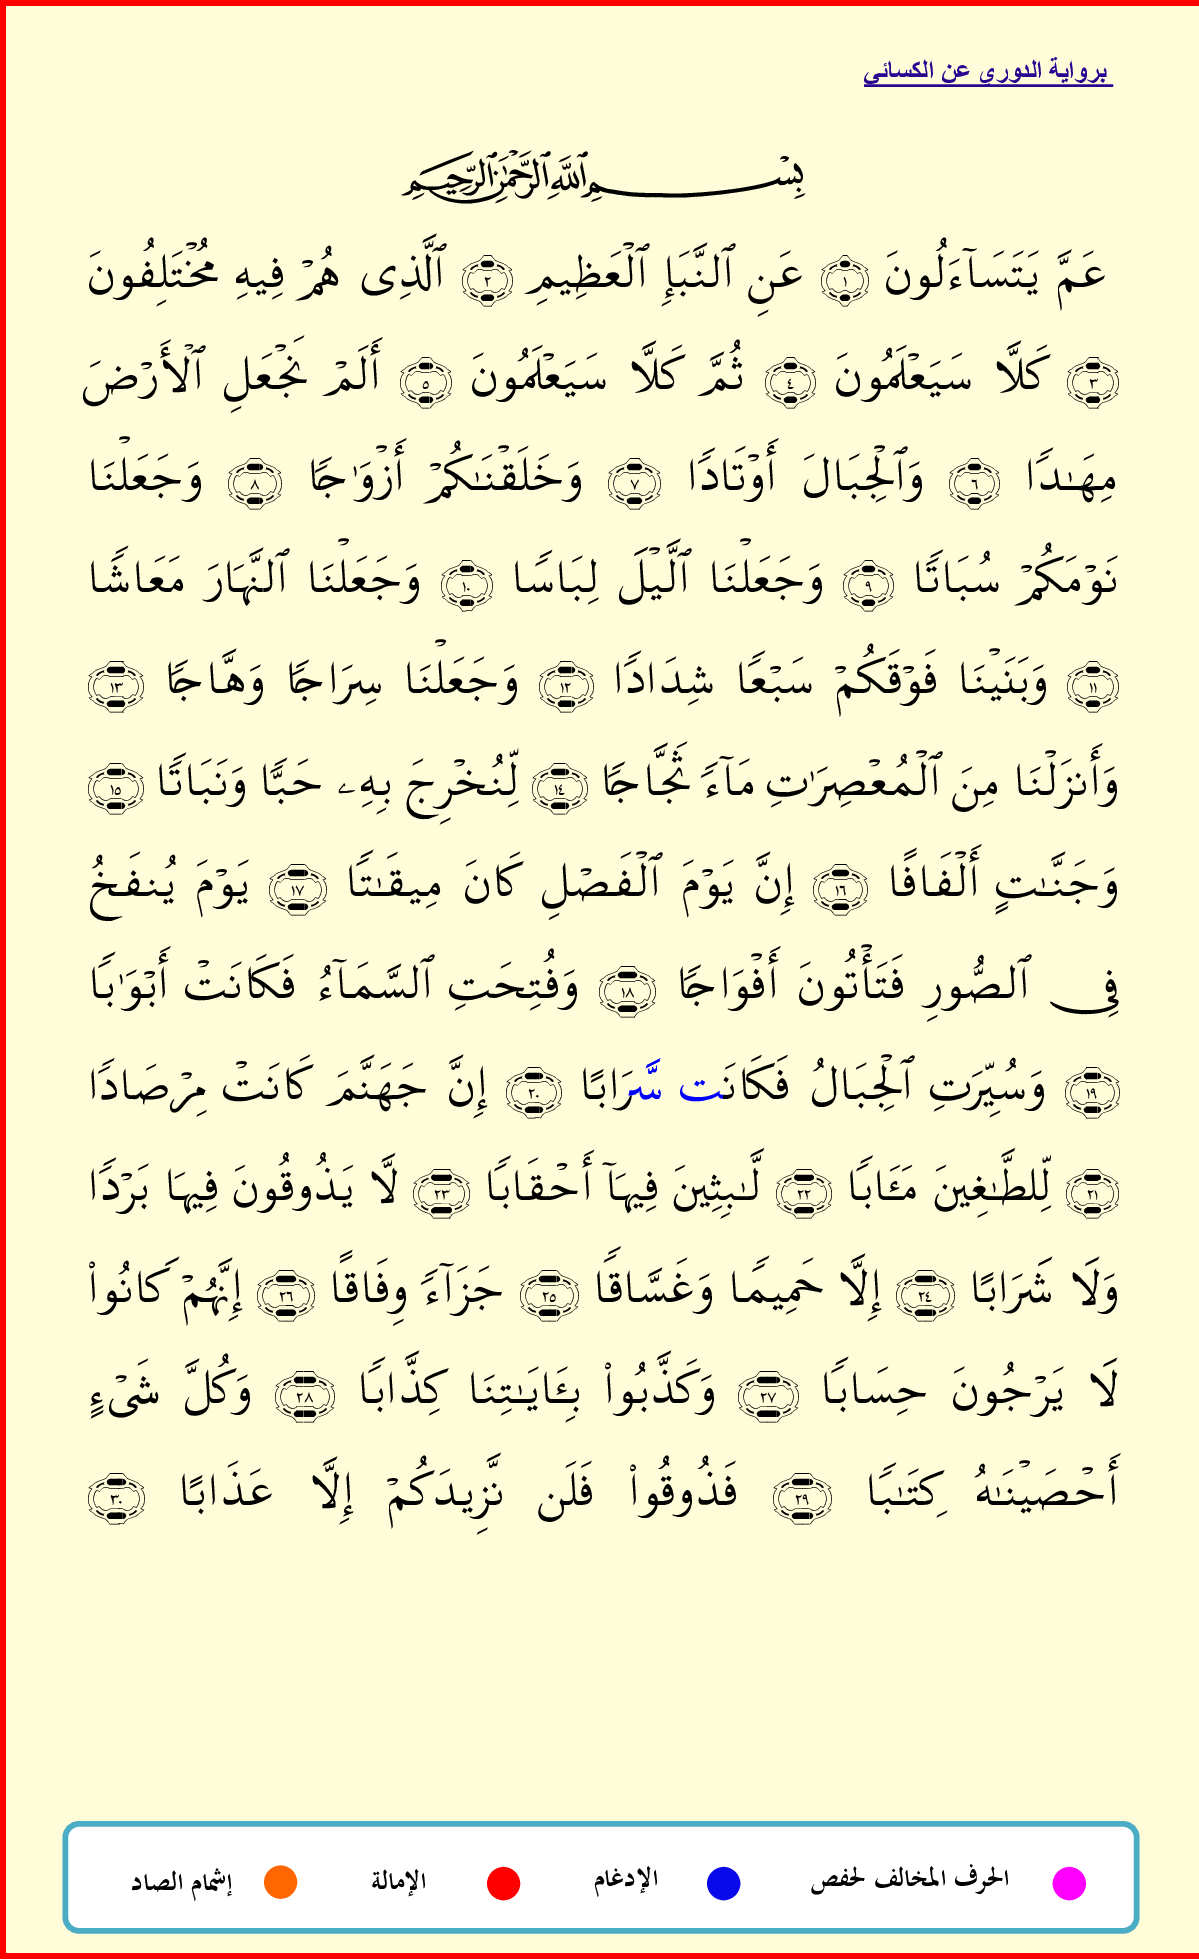 برواية الدوري عن الكسائي
بِسْمِ ٱللَّهِ ٱلرَّحْمَٰنِ ٱلرَّحِيمِ
عَمَّ يَتَسَآءَلُونَ ١ عَنِ ٱلنَّبَإِ ٱلْعَظِيمِ ٢ ٱلَّذِى هُمْ فِيهِ مُخْتَلِفُونَ
٣ كَلَّا سَيَعْلَمُونَ ٤ ثُمَّ كَلَّا سَيَعْلَمُونَ ٥ أَلَمْ نَجْعَلِ ٱلْأَرْضَ
مِهَٰدًا ٦ وَٱلْجِبَالَ أَوْتَادًا ٧ وَخَلَقْنَٰكُمْ أَزْوَٰجًا ٨ وَجَعَلْنَا
نَوْمَكُمْ سُبَاتًا ٩ وَجَعَلْنَا ٱلَّيْلَ لِبَاسًا ١٠ وَجَعَلْنَا ٱلنَّهَارَ مَعَاشًا
١١ وَبَنَيْنَا فَوْقَكُمْ سَبْعًا شِدَادًا ١٢ وَجَعَلْنَا سِرَاجًا وَهَّاجًا ١٣
وَأَنزَلْنَا مِنَ ٱلْمُعْصِرَٰتِ مَآءً ثَجَّاجًا ١٤ لِّنُخْرِجَ بِهِۦ حَبًّا وَنَبَاتًا ١٥
وَجَنَّٰتٍ أَلْفَافًا ١٦ إِنَّ يَوْمَ ٱلْفَصْلِ كَانَ مِيقَٰتًا ١٧ يَوْمَ يُنفَخُ
فِى ٱلصُّورِ فَتَأْتُونَ أَفْوَاجًا ١٨ وَفُتِحَتِ ٱلسَّمَآءُ فَكَانَتْ أَبْوَٰبًا
١٩ وَسُيِّرَتِ ٱلْجِبَالُ فَكَانَت سَّرَابًا ٢٠ إِنَّ جَهَنَّمَ كَانَتْ مِرْصَادًا
٢١ لِّلطَّٰغِينَ مَـَٔابًا ٢٢ لَّٰبِثِينَ فِيهَآ أَحْقَابًا ٢٣ لَّا يَذُوقُونَ فِيهَا بَرْدًا
وَلَا شَرَابًا ٢٤ إِلَّا حَمِيمًا وَغَسَّاقًا ٢٥ جَزَآءً وِفَاقًا ٢٦ إِنَّهُمْ كَانُوا۟
لَا يَرْجُونَ حِسَابًا ٢٧ وَكَذَّبُوا۟ بِـَٔايَٰتِنَا كِذَّابًا ٢٨ وَكُلَّ شَىْءٍ
أَحْصَيْنَٰهُ كِتَٰبًا ٢٩ فَذُوقُوا۟ فَلَن نَّزِيدَكُمْ إِلَّا عَذَابًا ٣٠
الحرف المخالف لحفص الإدغام الإمالة إشمام الصاد